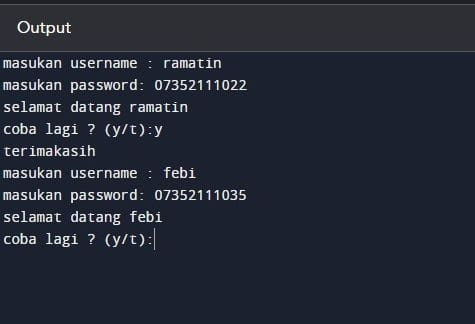 Output
masukan username : ramatin
masukan password: 07352111022
selamat datang ramatin
coba lagi ? (y/t):y
terimakasih
masukan username : febi
masukan password: 07352111035
selamat datang febi
coba lagi ? (y/t):